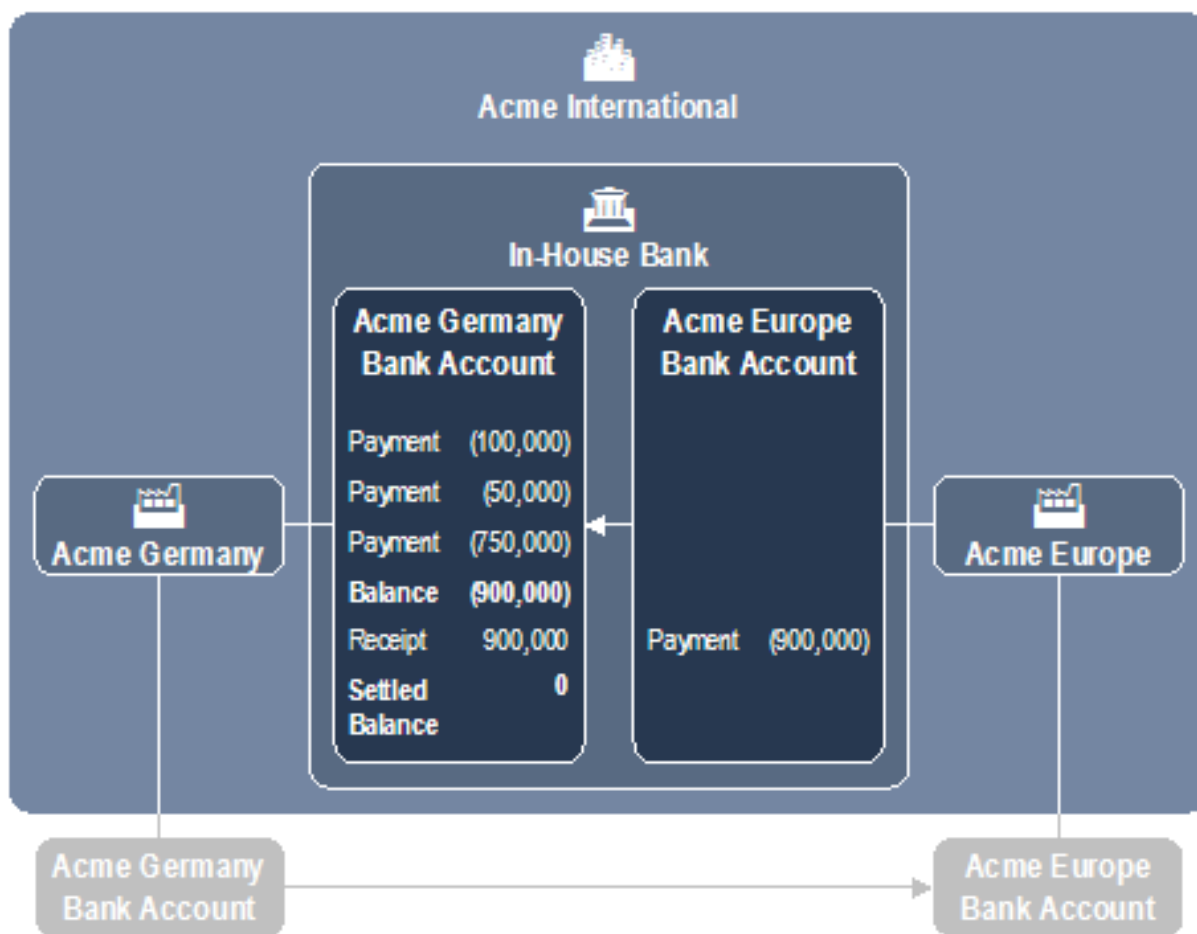 Acme International
In-House Bank
Acme Germany
Bank Account
Payment (100,000)
Payment (50,000)
Payment (750,000)
Balance (900,000)
Receipt 900,000
Settled 0
Balance
Acme Europe
Bank Account
Payment (900,000)
Acme Germany
Acme Europe
Acme Germany
Bank Account
Acme Europe
Bank Account